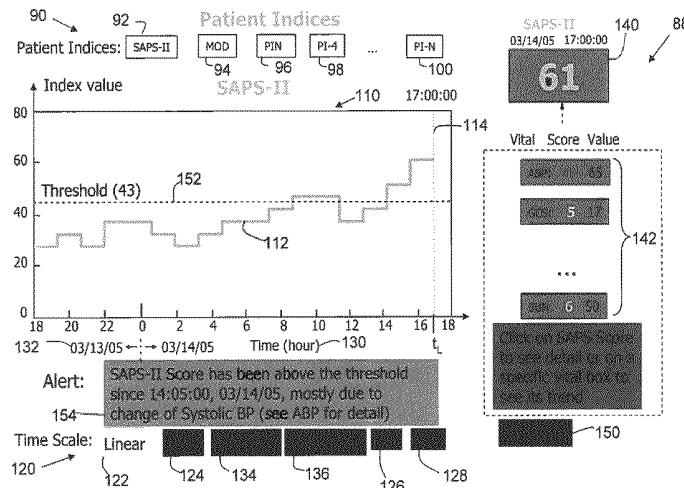 90
92
Patient Indices
Patient Indices: SAPS-II MOD PIN PI-4 ... PI-N
94 96 98 100
SAPS-II
03/14/05 17:00:00
140
88
61
Index value
SAPS-II
110
17:00:00
114
80
60
40
20
0
Threshold (43)
152
112
18 20 22 0 2 4 6 8 10 12 14 16 18
132
03/13/05
03/14/05
Time (hour)
130
tL
Vital Score Value
ABP: 65
GCS: 5 17
...
BUN: 6 50
142
Click on SAPS Score
to see detail or on a
specific vital box to
see its trend
150
Alert:
SAPS-II Score has been above the threshold
since 14:05:00, 03/14/05, mostly due to
change of Systolic BP (see ABP for detail)
154
Time Scale:
Linear
120
122
124
134
136
126
128